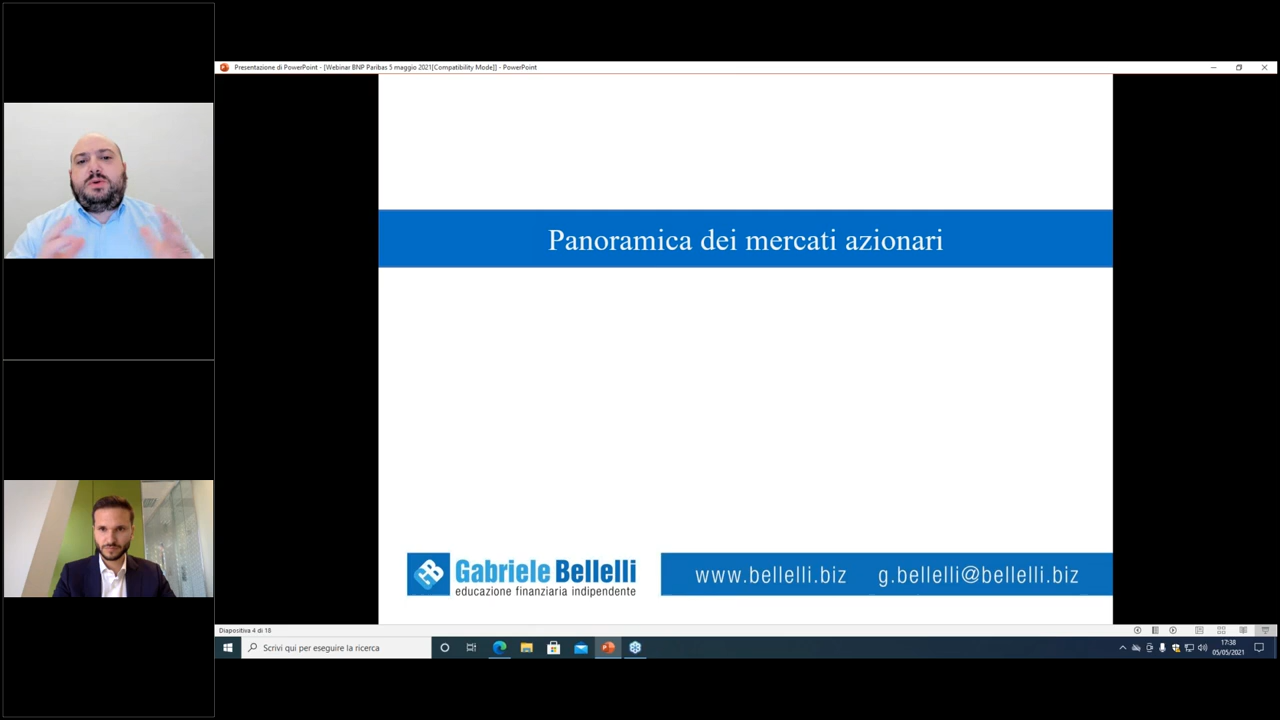 Presentazione di PowerPoint - [Webinar BNP Paribas 5 maggio 2021[Compatibility Mode]] - PowerPoint
Panoramica dei mercati azionari
Gabriele Bellelli
educazione finanziaria indipendente
www.bellelli.biz g.bellelli@bellelli.biz
Diapositiva 4 di 18
Scrivi qui per eseguire la ricerca
17:38
05/05/2021